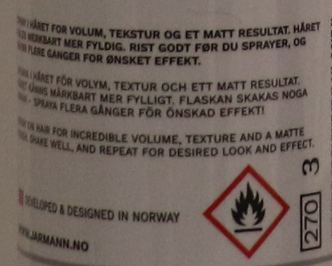 I HÅRET FOR VOLUM, TEKSTUR OG ET MATT RESULTAT. HÅRET
MERKBART MER FYLDIG. RIST GODT FØR DU SPRAYER, OG
FLERE GANGER FOR ØNSKET EFFEKT.
I HÅRET FÖR VOLYM, TEXTUR OCH ETT MATT RESULTAT.
KÄNNS MÄRKBART MER FYLLIGT. FLASKAN SKAKAS NOGA
- SPRAYA FLERA GÅNGER FÖR ÖNSKAD EFFEKT!
ON HAIR FOR INCREDIBLE VOLUME, TEXTURE AND A MATTE
SHAKE WELL, AND REPEAT FOR DESIRED LOOK AND EFFECT.
DEVELOPED & DESIGNED IN NORWAY
WWW.JARMANN.NO
270 3